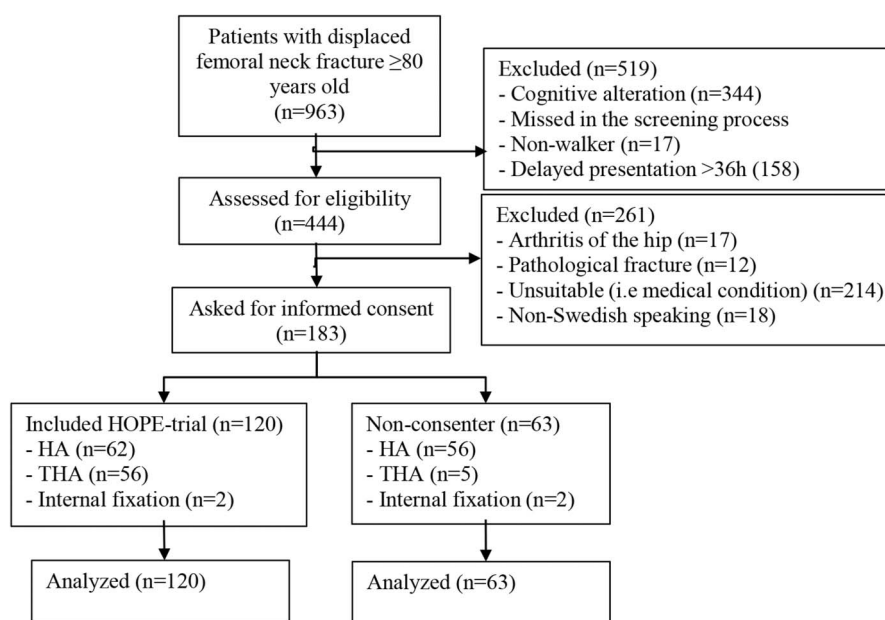 Patients with displaced
femoral neck fracture ≥80
years old
(n=963)
Excluded (n=519)
- Cognitive alteration (n=344)
- Missed in the screening process
- Non-walker (n=17)
- Delayed presentation >36h (158)
Assessed for eligibility
(n=444)
Excluded (n=261)
- Arthritis of the hip (n=17)
- Pathological fracture (n=12)
- Unsuitable (i.e medical condition) (n=214)
- Non-Swedish speaking (n=18)
Asked for informed consent
(n=183)
Included HOPE-trial (n=120)
- HA (n=62)
- THA (n=56)
- Internal fixation (n=2)
Non-consenter (n=63)
- HA (n=56)
- THA (n=5)
- Internal fixation (n=2)
Analyzed (n=120)
Analyzed (n=63)